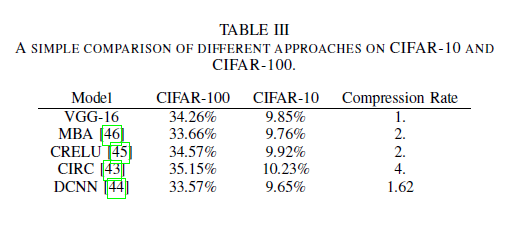 TABLE III
A SIMPLE COMPARISON OF DIFFERENT APPROACHES ON CIFAR-10 AND
CIFAR-100.
Model CIFAR-100 CIFAR-10 Compression Rate
VGG-16 34.26% 9.85% 1.
MBA [46] 33.66% 9.76% 2.
CRELU [45] 34.57% 9.92% 2.
CIRC [43] 35.15% 10.23% 4.
DCNN [44] 33.57% 9.65% 1.62